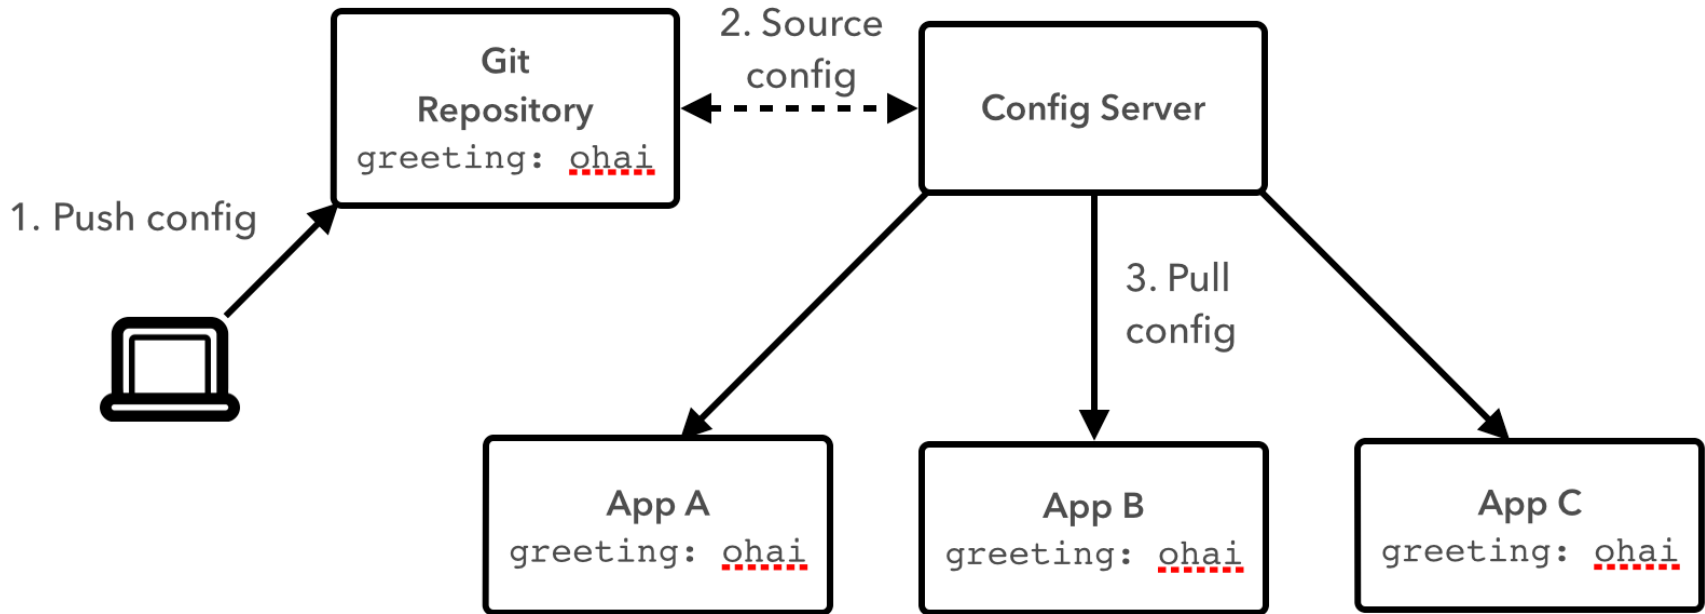 Git
Repository
greeting: ohai
2. Source
config
Config Server
1. Push config
3. Pull
config
App A
greeting: ohai
App B
greeting: ohai
App C
greeting: ohai